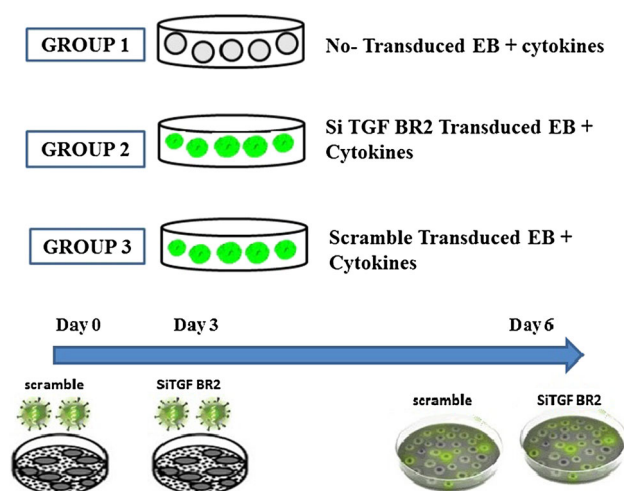 GROUP 1
No- Transduced EB + cytokines
GROUP 2
Si TGF BR2 Transduced EB +
Cytokines
GROUP 3
Scramble Transduced EB +
Cytokines
Day 0
Day 3
Day 6
scramble
SiTGF BR2
scramble
SiTGF BR2